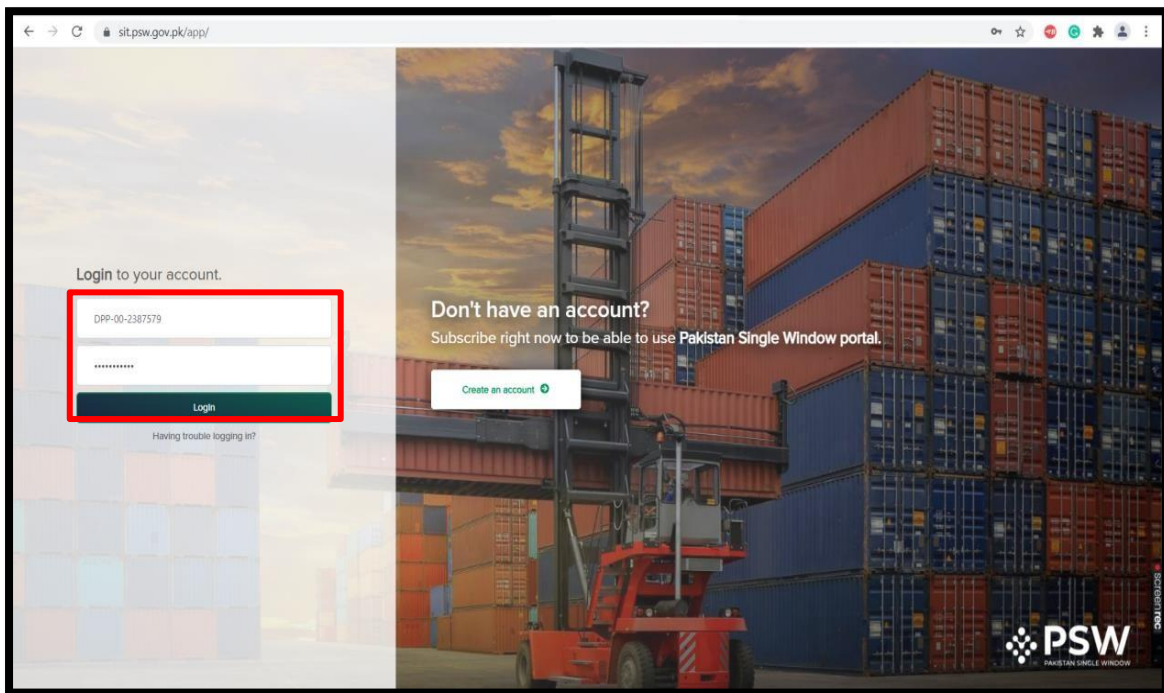 sit.psw.gov.pk/app/
Login to your account.
DPP-00-2387579
•••••••••••
Login
Having trouble logging in?
Don't have an account?
Subscribe right now to be able to use Pakistan Single Window portal.
Create an account
screenrec
PSW
PAKISTAN SINGLE WINDOW